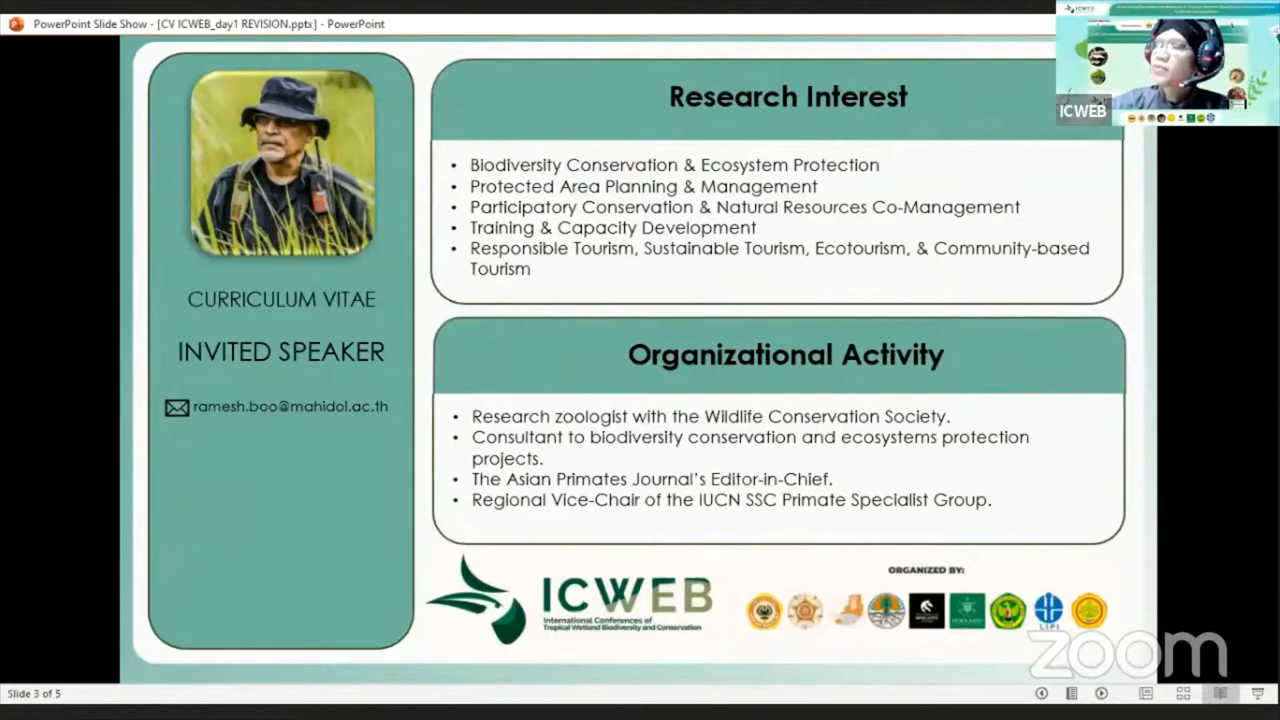 PowerPoint Slide Show - [CV ICWEB_day1 REVISION.pptx] - PowerPoint
ICWEB
ICWEB
Research Interest
• Biodiversity Conservation & Ecosystem Protection
• Protected Area Planning & Management
• Participatory Conservation & Natural Resources Co-Management
• Training & Capacity Development
• Responsible Tourism, Sustainable Tourism, Ecotourism, & Community-based
Tourism
CURRICULUM VITAE
INVITED SPEAKER
ramesh.boo@mahidol.ac.th
Organizational Activity
• Research zoologist with the Wildlife Conservation Society.
• Consultant to biodiversity conservation and ecosystems protection
projects.
• The Asian Primates Journal's Editor-in-Chief.
• Regional Vice-Chair of the IUCN SSC Primate Specialist Group.
ICWEB
International Conferences of
Tropical Wetland Biodiversity and Conservation
ORGANIZED BY:
LIPI
zoom
Slide 3 of 5